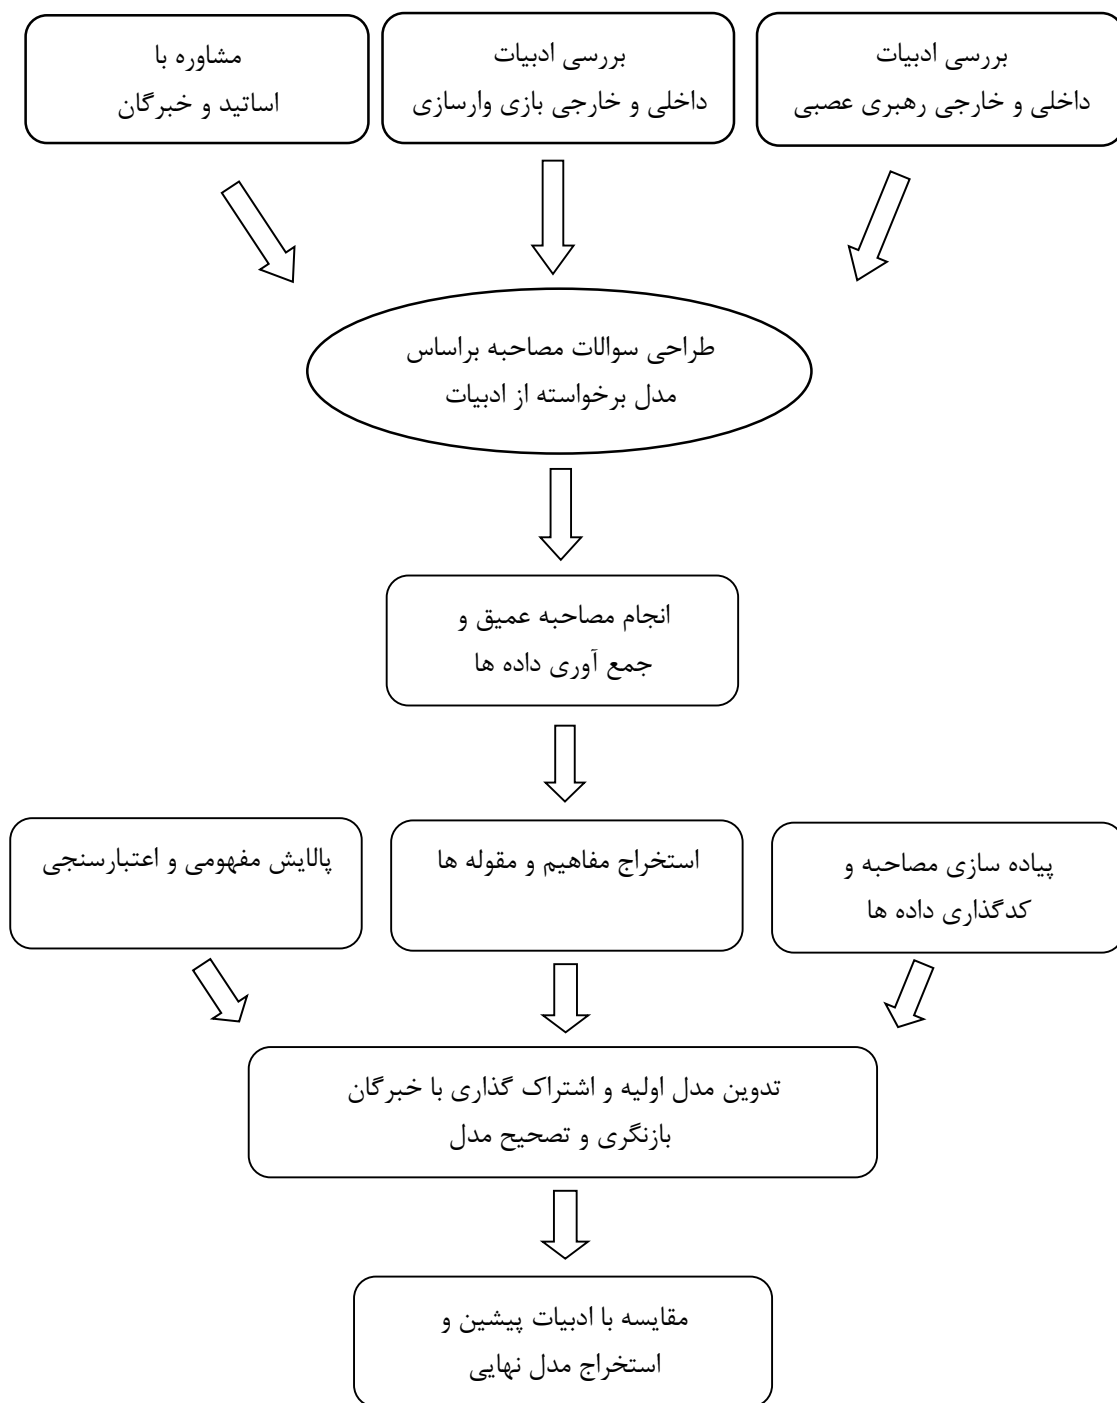 بررسی ادبیات
داخلی و خارجی رهبری عصبی
بررسی ادبیات
داخلی و خارجی بازی وارسازی
مشاوره با
اساتید و خبرگان
طراحی سوالات مصاحبه براساس
مدل برخواسته از ادبیات
انجام مصاحبه عمیق و
جمع آوری داده ها
پیاده سازی مصاحبه و
کدگذاری داده ها
استخراج مفاهیم و مقوله ها
پالایش مفهومی و اعتبارسنجی
تدوین مدل اولیه و اشتراک گذاری با خبرگان
بازنگری و تصحیح مدل
مقایسه با ادبیات پیشین و
استخراج مدل نهایی